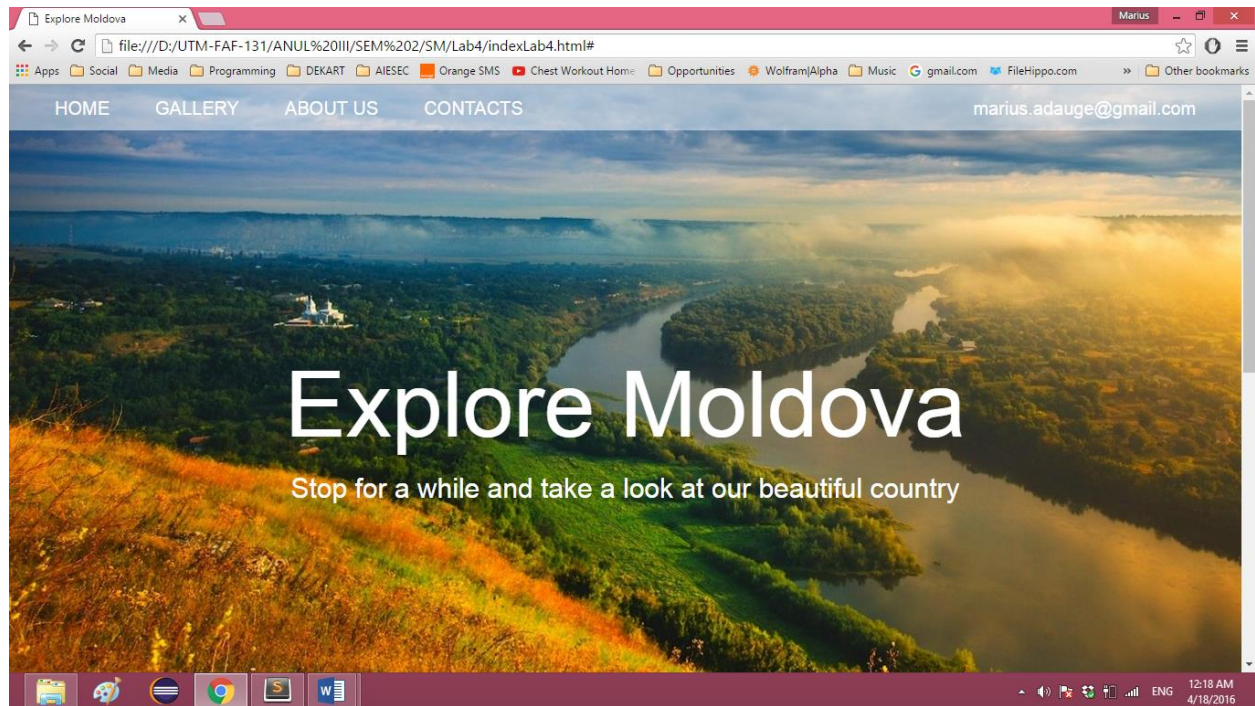 Explore Moldova
Marius
file:///D:/UTM-FAF-131/ANUL%20III/SEM%202/SM/Lab4/indexLab4.html#
Apps Social Media Programming DEKART AIESEC Orange SMS Chest Workout Home Opportunities Wolfram|Alpha Music gmail.com FileHippo.com » Other bookmarks
HOME GALLERY ABOUT US CONTACTS marius.adauge@gmail.com
Explore Moldova
Stop for a while and take a look at our beautiful country
ENG 12:18 AM
4/18/2016